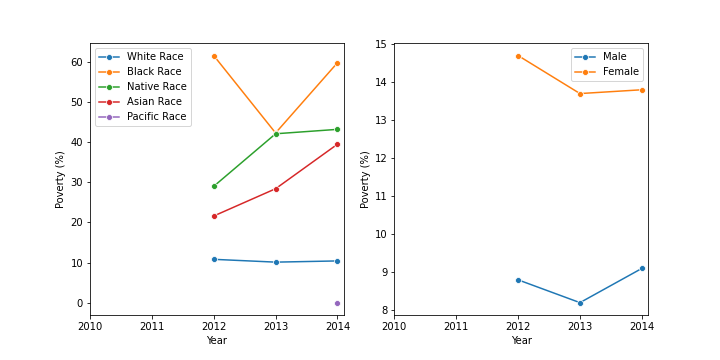 White Race
Black Race
Native Race
Asian Race
Pacific Race
60
50
40
30
20
10
0
Poverty (%)
2010 2011 2012 2013 2014
Year
Male
Female
15
14
13
12
11
10
9
8
Poverty (%)
2010 2011 2012 2013 2014
Year